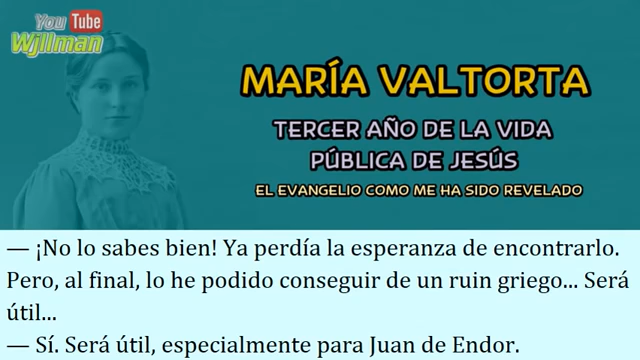 You Tube
Wjllman
MARÍA VALTORTA
TERCER AÑO DE LA VIDA
PÚBLICA DE JESÚS
EL EVANGELIO COMO ME HA SIDO REVELADO
— ¡No lo sabes bien! Ya perdía la esperanza de encontrarlo.
Pero, al final, lo he podido conseguir de un ruin griego... Será
útil...
— Sí. Será útil, especialmente para Juan de Endor.